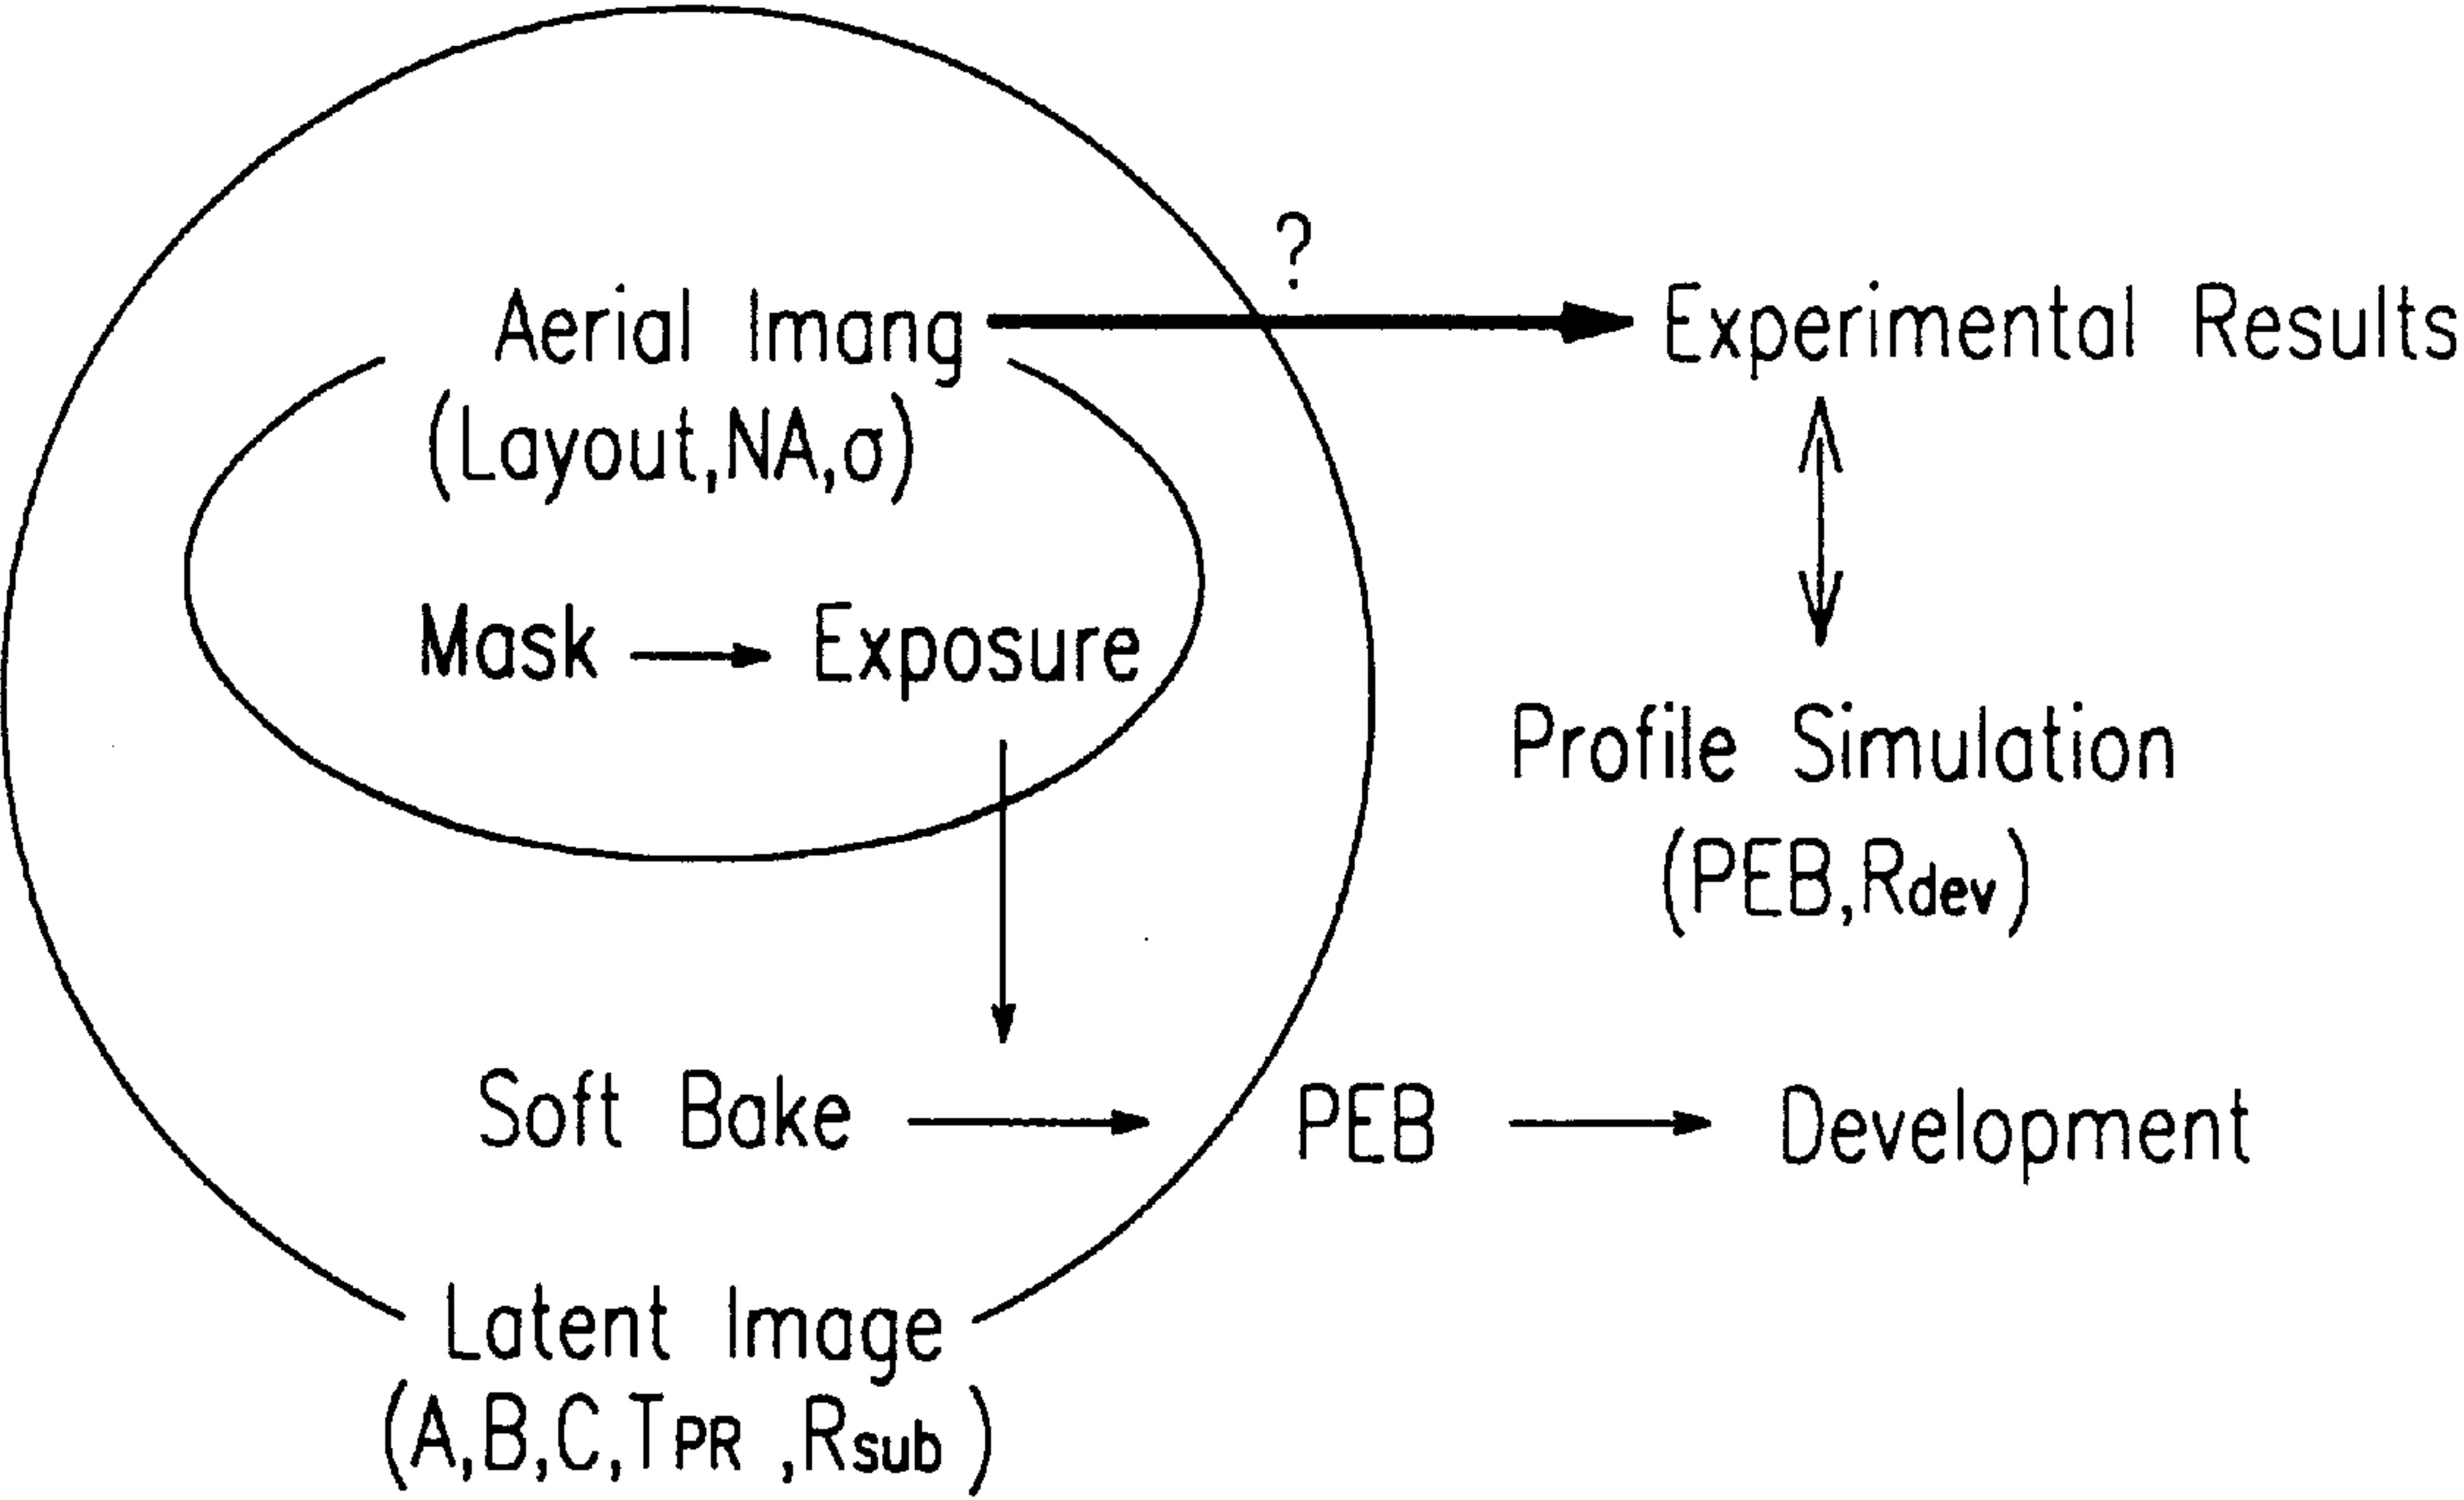 ?
Aerial Imang
Experimental Results
(Layout,NA,σ)
Mask
Exposure
Profile Simulation
(PEB,Rdev)
Soft Bake
PEB
Development
Latent Image
(A,B,C,TPR ,Rsub )